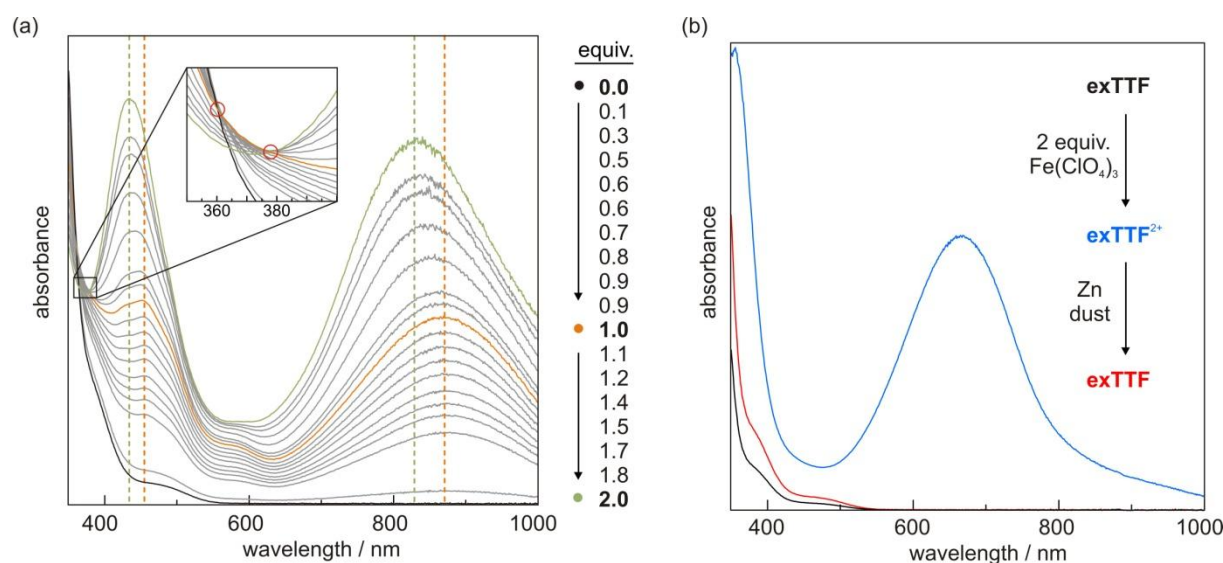 (a)
absorbance
360 380
400 600 800 1000
wavelength / nm
equiv.
0.0
0.1
0.3
0.5
0.6
0.6
0.7
0.8
0.9
0.9
1.0
1.1
1.2
1.4
1.5
1.7
1.8
2.0
(b)
absorbance
exTTF
2 equiv.
Fe(ClO₄)₃
exTTF²⁺
Zn
dust
exTTF
400 600 800 1000
wavelength / nm